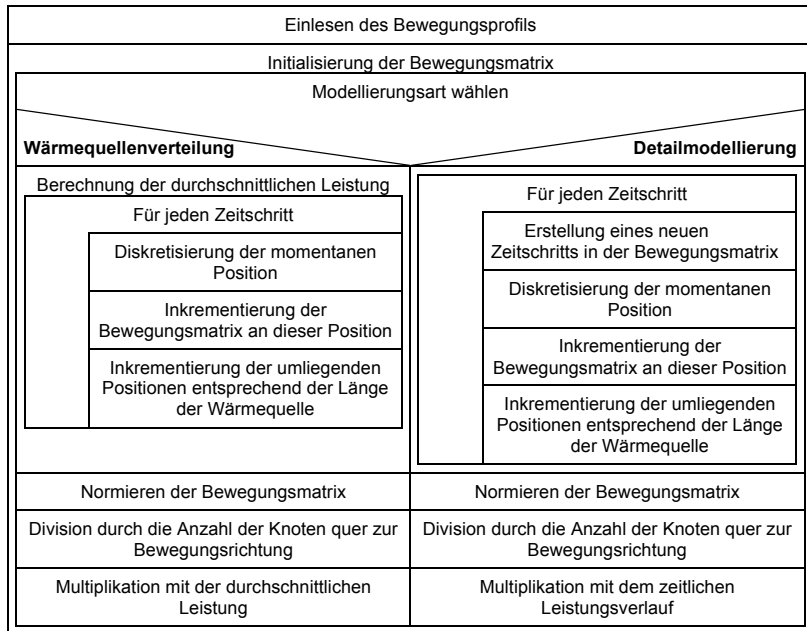 Einlesen des Bewegungsprofils
Initialisierung der Bewegungsmatrix
Modellierungsart wählen
Wärmequellenverteilung
Detailmodellierung
Berechnung der durchschnittlichen Leistung
Für jeden Zeitschritt
Diskretisierung der momentanen
Position
Inkrementierung der
Bewegungsmatrix an dieser Position
Inkrementierung der umliegenden
Positionen entsprechend der Länge
der Wärmequelle
Normieren der Bewegungsmatrix
Division durch die Anzahl der Knoten quer zur
Bewegungsrichtung
Multiplikation mit der durchschnittlichen
Leistung
Für jeden Zeitschritt
Erstellung eines neuen
Zeitschritts in der Bewegungsmatrix
Diskretisierung der momentanen
Position
Inkrementierung der
Bewegungsmatrix an dieser Position
Inkrementierung der umliegenden
Positionen entsprechend der Länge
der Wärmequelle
Normieren der Bewegungsmatrix
Division durch die Anzahl der Knoten quer zur
Bewegungsrichtung
Multiplikation mit dem zeitlichen
Leistungsverlauf